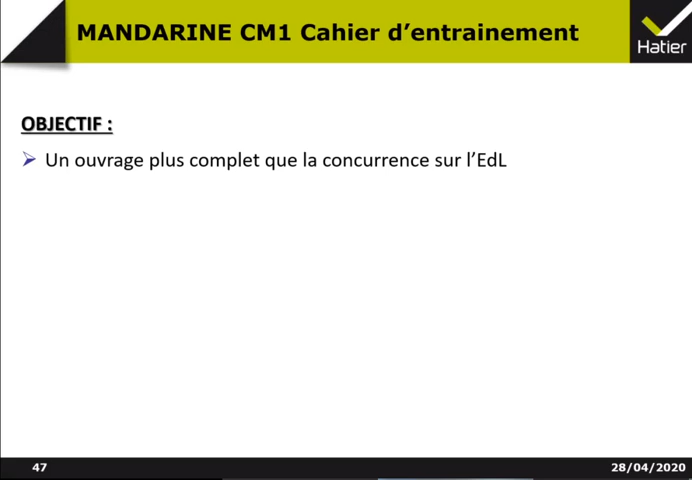 MANDARINE CM1 Cahier d’entrainement
Hatier
OBJECTIF :
Un ouvrage plus complet que la concurrence sur l’EdL
47
28/04/2020